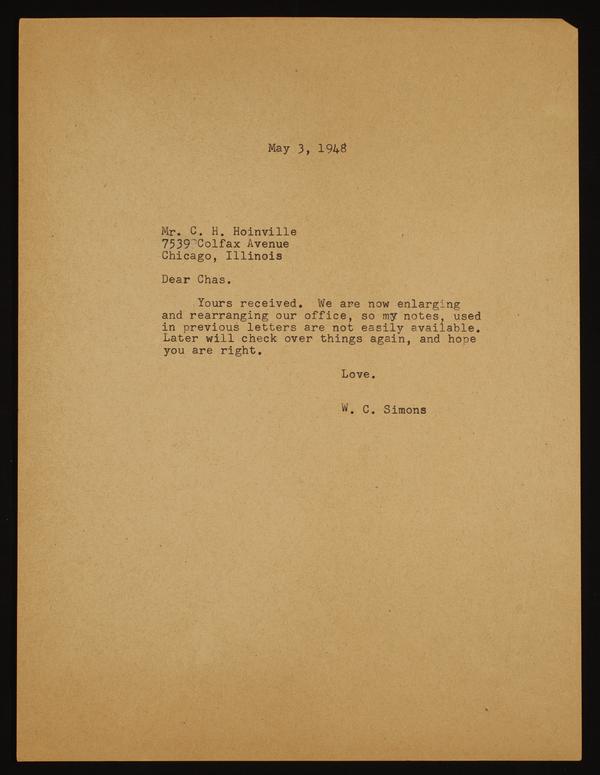 May 3, 1948
Mr. C. H. Hoinville
7539 Colfax Avenue
Chicago, Illinois
Dear Chas.
Yours received. We are now enlarging
and rearranging our office, so my notes, used
in previous letters are not easily available.
Later will check over things again, and hope
you are right.
Love.
W. C. Simons